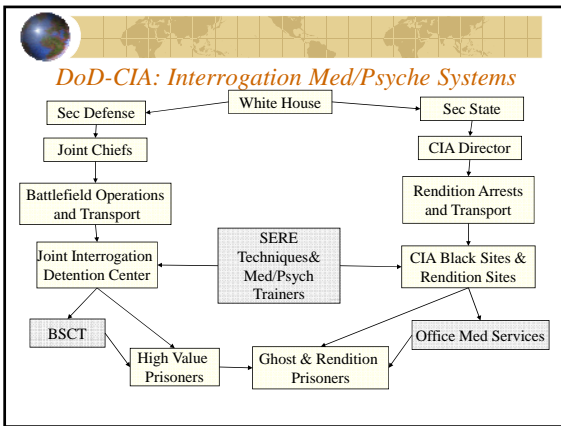 DoD-CIA: Interrogation Med/Psyche Systems
White House
Sec Defense
Sec State
Joint Chiefs
CIA Director
Battlefield Operations
and Transport
Rendition Arrests
and Transport
SERE
Techniques&
Med/Psych
Trainers
Joint Interrogation
Detention Center
CIA Black Sites &
Rendition Sites
BSCT
Office Med Services
High Value
Prisoners
Ghost & Rendition
Prisoners